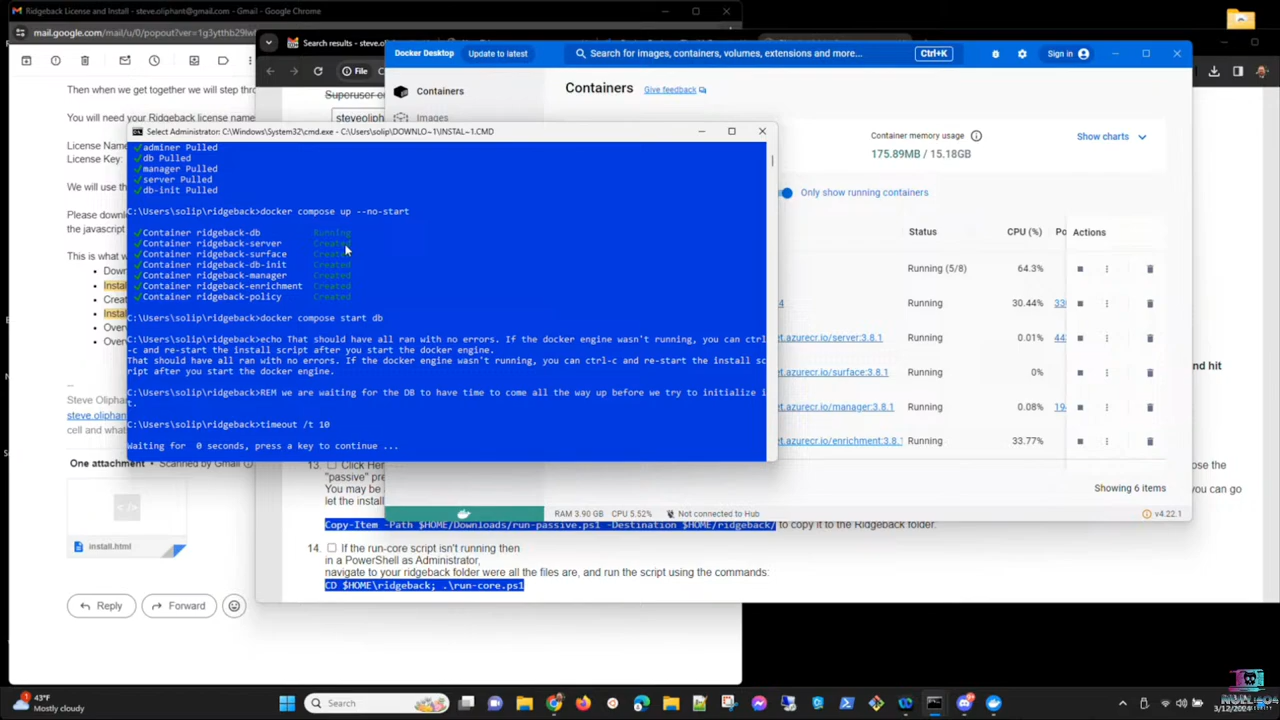 Ridgeback License and Install - steve.oliphant@gmail.com - Gmail - Google Chrome
mail.google.com/mail/u/0/popout?ver=
Then when we get together we will step thro
You will need your Ridgeback license name
License Nam
License Key:
We will use th
Please downl
the javascript
This is what w
Down
Instal
Creat
Instal
Overv
Overv
--
Steve Oliphant
steve.oliphan
cell and what
One attachment • Scanned by Gmail
install.html
Reply
Forward
Search results - steve.o
File
Superuser e
steveoliph
Docker Desktop
Update to latest
Search for images, containers, volumes, extensions and more...
Ctrl+K
Sign in
Containers
Images
Containers
Give feedback
Container memory usage
175.89MB / 15.18GB
Show charts
Only show running containers
Status
CPU (%)
Po
Actions
Running (5/8)
64.3%
4
Running
30.44%
330
et.azurecr.io/server:3.8.1
Running
0.01%
443
et.azurecr.io/surface:3.8.1
Running
0%
et.azurecr.io/manager:3.8.1
Running
0.08%
194
et.azurecr.io/enrichment:3.8.1
Running
33.77%
Showing 6 items
RAM 3.90 GB CPU 5.52%
Not connected to Hub
v4.22.1
Select Administrator: C:\Windows\System32\cmd.exe - C:\Users\solip\DOWNLO~1\INSTAL~1.CMD
✓adminer Pulled
✓db Pulled
✓manager Pulled
✓server Pulled
✓db-init Pulled
C:\Users\solip\ridgeback>docker compose up --no-start
✓Container ridgeback-db Running
✓Container ridgeback-server Created
✓Container ridgeback-surface Created
✓Container ridgeback-db-init Created
✓Container ridgeback-manager Created
✓Container ridgeback-enrichment Created
✓Container ridgeback-policy Created
C:\Users\solip\ridgeback>docker compose start db
C:\Users\solip\ridgeback>echo That should have all ran with no errors. If the docker engine wasn't running, you can ctrl
-c and re-start the install script after you start the docker engine.
That should have all ran with no errors. If the docker engine wasn't running, you can ctrl-c and re-start the install sc
ript after you start the docker engine.
C:\Users\solip\ridgeback>REM we are waiting for the DB to have time to come all the way up before we try to initialize i
t.
C:\Users\solip\ridgeback>timeout /t 10
Waiting for 0 seconds, press a key to continue ...
nd hit
13. Click Her
ose the
"passive" pre
You may be
you can go
let the install
Copy-Item -Path $HOME/Downloads/run-passive.ps1 -Destination $HOME/ridgeback/ to copy it to the Ridgeback folder.
14. If the run-core script isn't running then
in a PowerShell as Administrator,
navigate to your ridgeback folder were all the files are, and run the script using the commands:
CD $HOME\ridgeback; .\run-core.ps1
43°F
Mostly cloudy
Search
3/12/2024